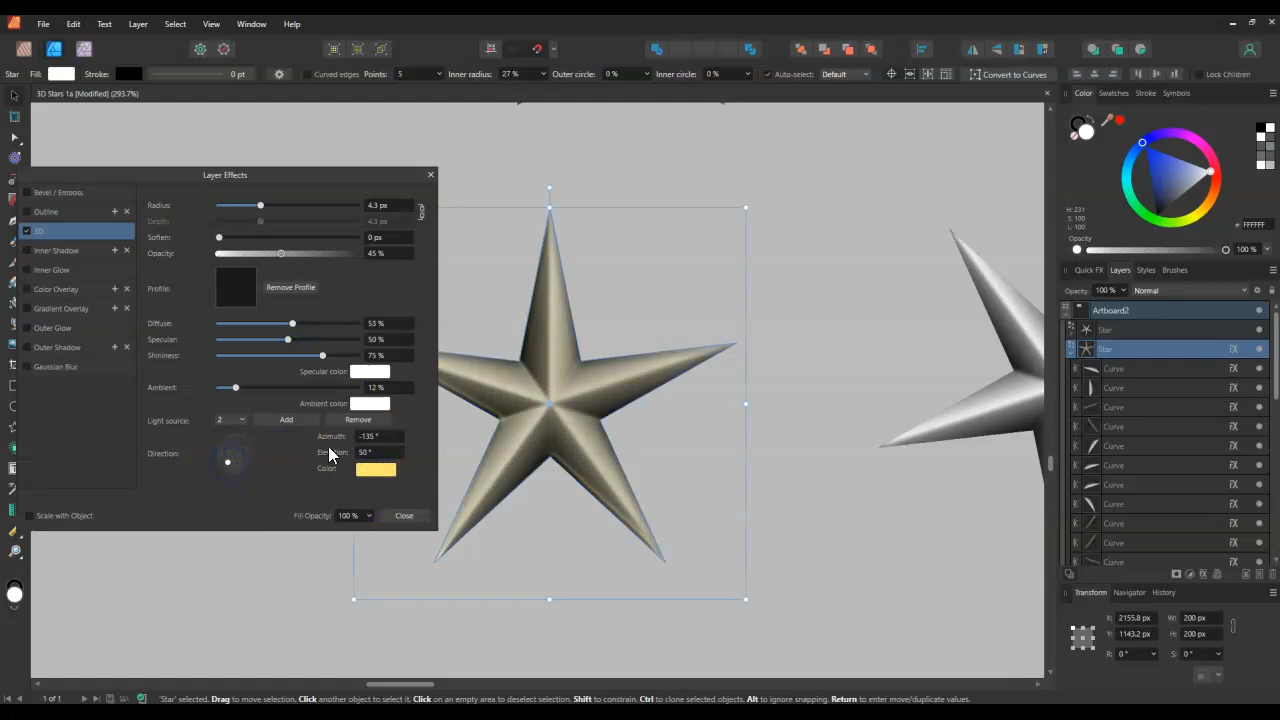 File Edit Text Layer Select View Window Help
Star Fill: Stroke: 0 pt Curved edges Points: 5 Inner radius: 27 % Outer circle: 0 % Inner circle: 0 % Auto-select: Default Convert to Curves Lock Children
3D Stars 1a [Modified] (293.7%)
Layer Effects
Bevel / Emboss
Outline
3D
Inner Shadow
Inner Glow
Color Overlay
Gradient Overlay
Outer Glow
Outer Shadow
Gaussian Blur
Radius: 4.3 px
Depth: 4.3 px
Soften: 0 px
Opacity: 45 %
Profile: Remove Profile
Diffuse: 53 %
Specular: 50 %
Shininess: 75 %
Specular color:
Ambient: 12 %
Ambient color:
Light source: 2 Add Remove
Azimuth: -135 °
Direction: Elevation: 50 °
Color:
Scale with Object Fill Opacity: 100 % Close
Color Swatches Stroke Symbols
H: 231
S: 100
L: 100
# FFFFFF
Opacity
100 %
Quick FX Layers Styles Brushes
Opacity: 100 % Normal
Artboard2
Star
Star
Curve
Curve
Curve
Curve
Curve
Curve
Curve
Curve
Curve
Curve
Curve
Transform Navigator History
X: 2155.8 px W: 200 px
Y: 1143.2 px H: 200 px
R: 0 ° S: 0 °
1 of 1 'Star' selected. Drag to move selection. Click another object to select it. Click on an empty area to deselect selection. Shift to constrain. Ctrl to clone selected objects. Alt to ignore snapping. Return to enter move/duplicate values.